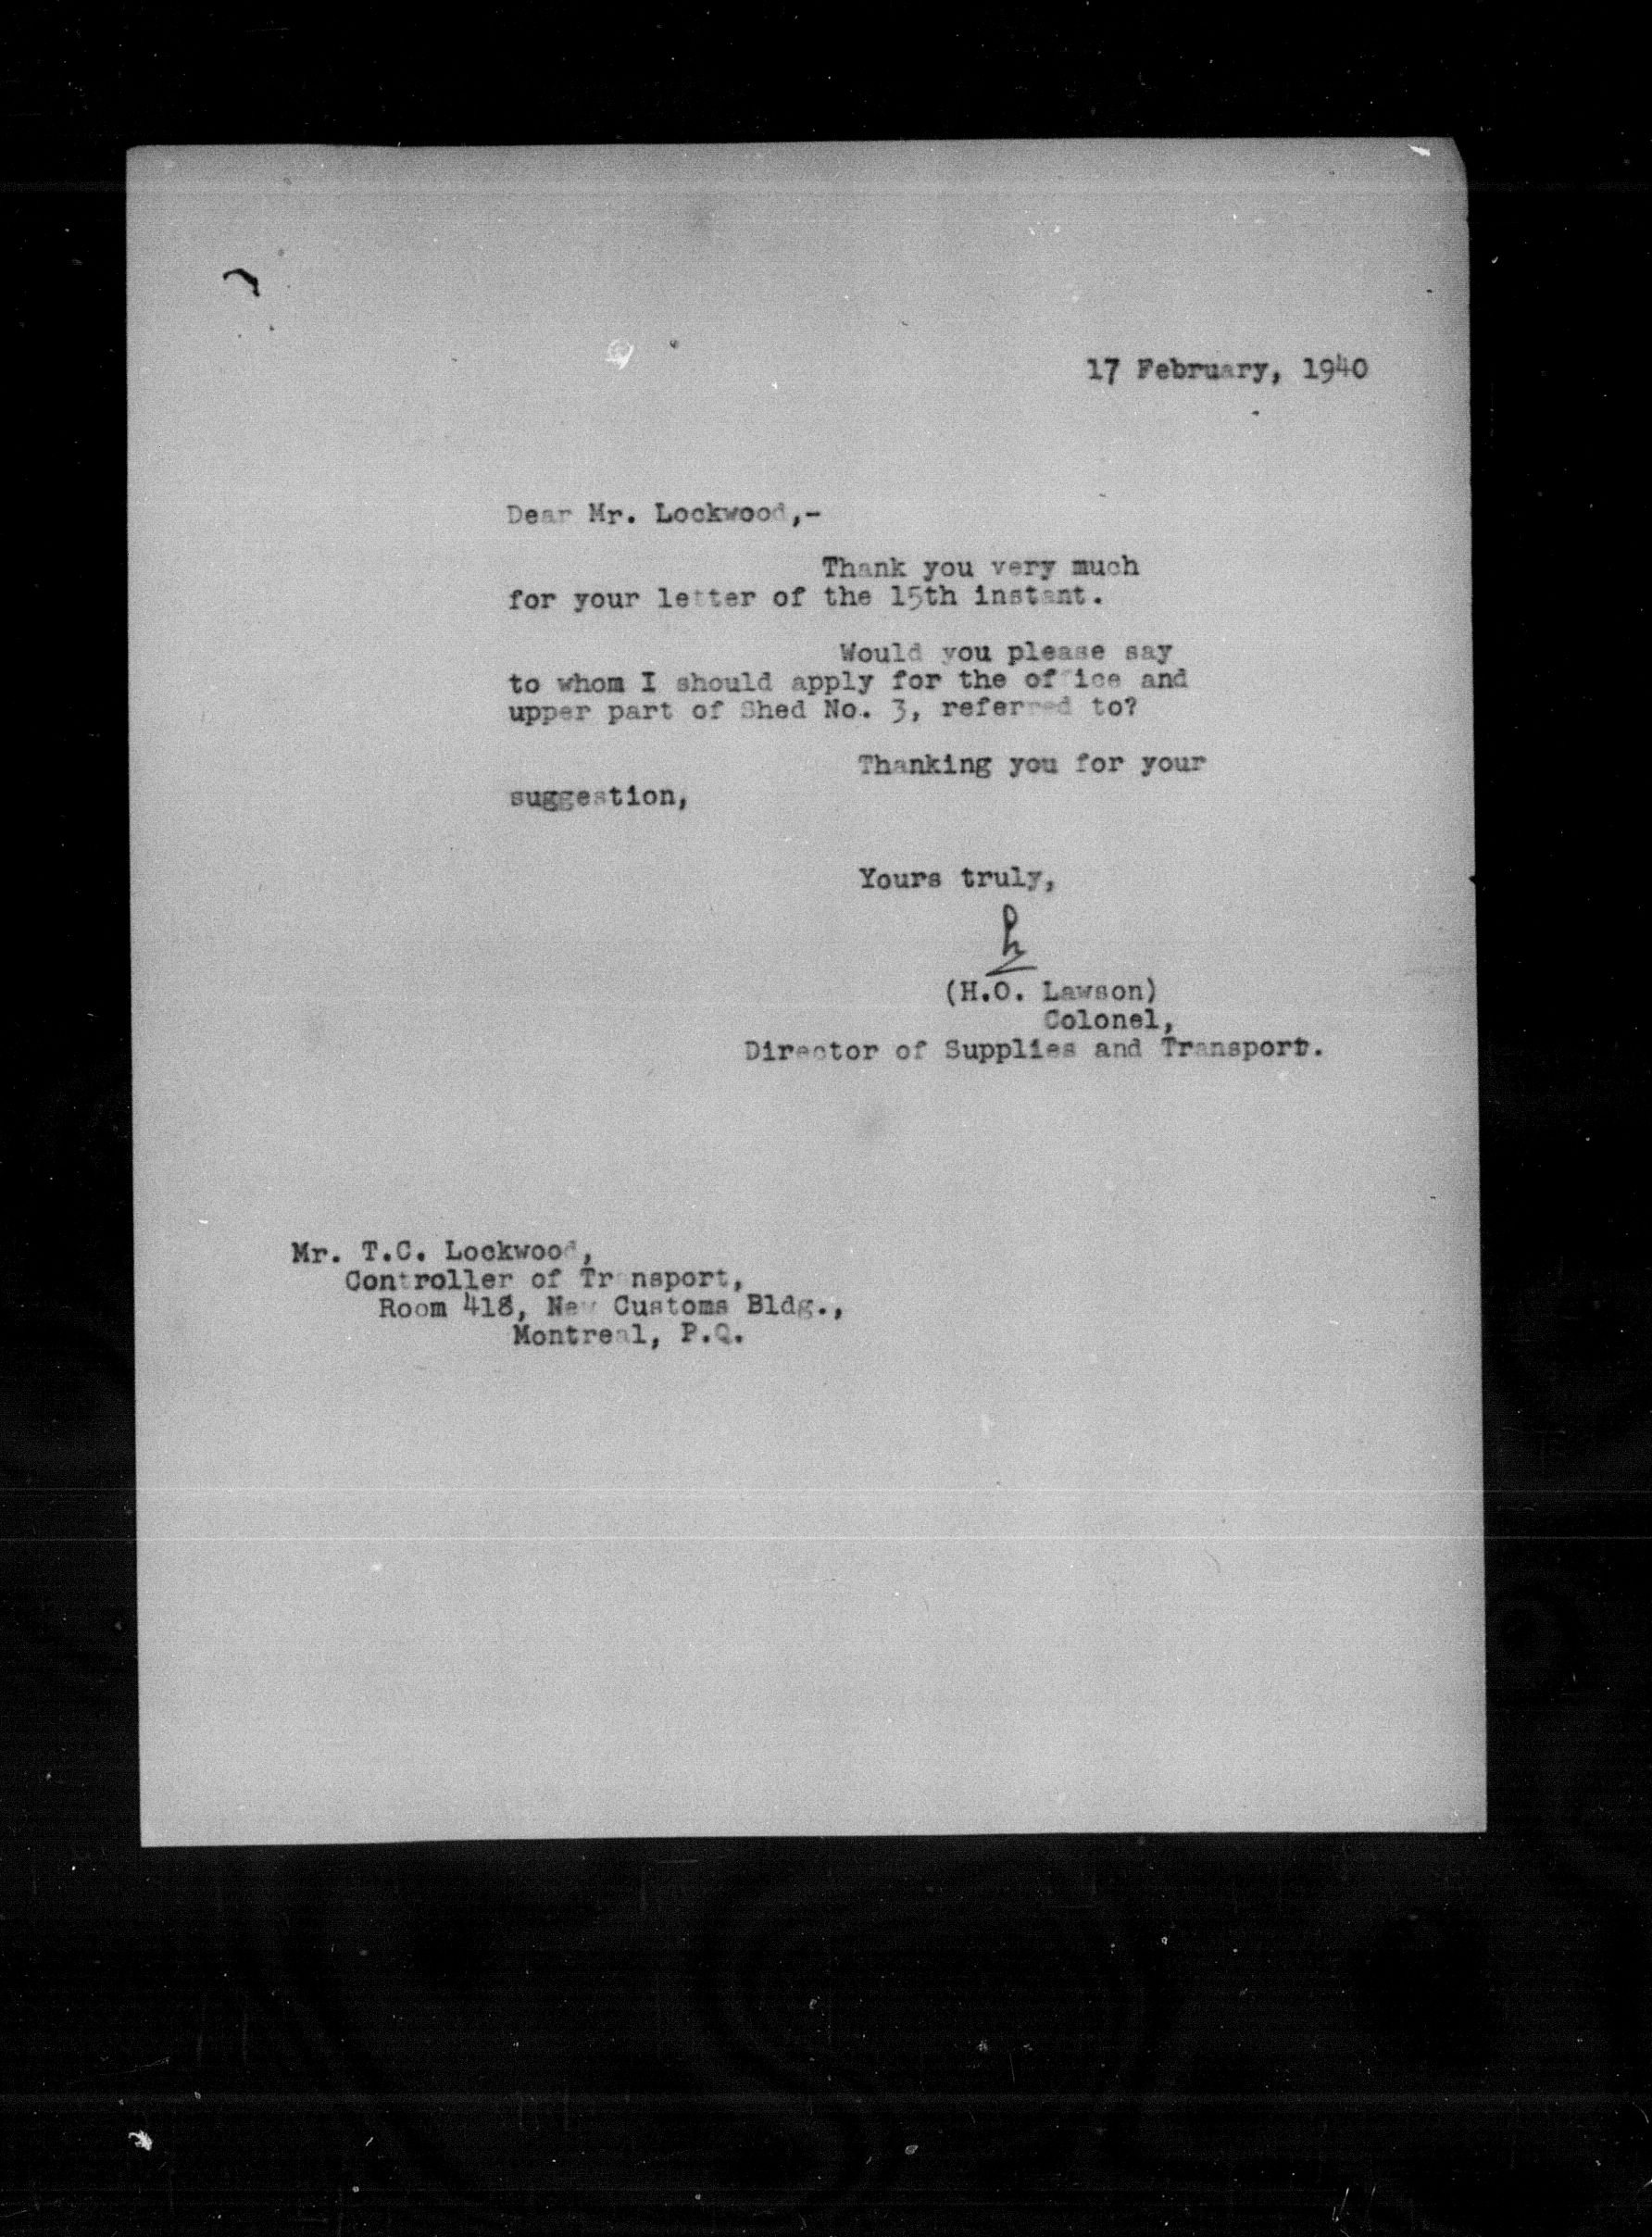 17 February, 1940
Dear Mr. Lockwood,-
Thank you very much
for your letter of the 15th instant.
Would you please say
to whom I should apply for the office and
upper part of Shed No. 3, referred to?
Thanking you for your
suggestion,
Yours truly,
(H.O. Lawson)
Colonel,
Director of Supplies and Transport.
Mr. T.C. Lockwood,
Controller of Transport,
Room 418, New Customs Bldg.,
Montreal, P.Q.